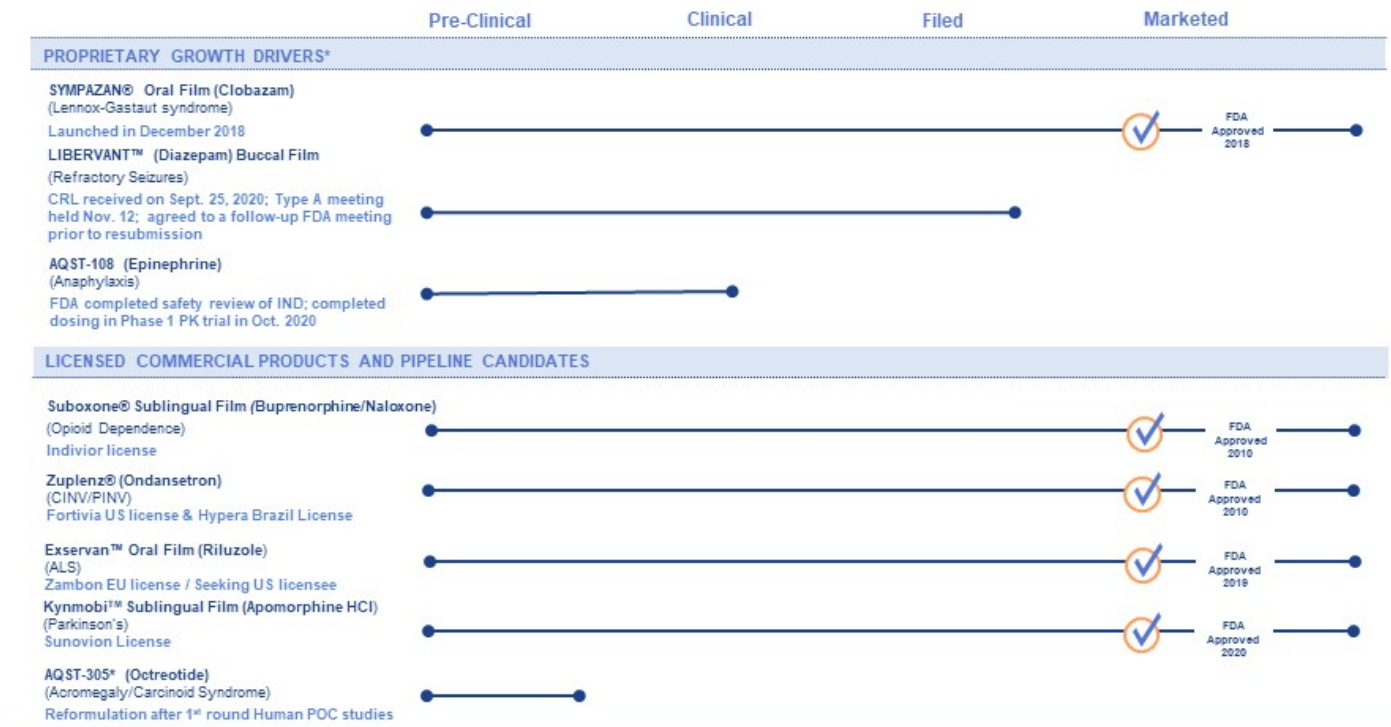 Pre-Clinical Clinical Filed Marketed
PROPRIETARY GROWTH DRIVERS*
SYMPAZAN® Oral Film (Clobazam)
(Lennox-Gastaut syndrome)
Launched in December 2018
FDA
Approved
2018
LIBERVANT™ (Diazepam) Buccal Film
(Refractory Seizures)
CRL received on Sept. 25, 2020; Type A meeting
held Nov. 12; agreed to a follow-up FDA meeting
prior to resubmission
AQST-108 (Epinephrine)
(Anaphylaxis)
FDA completed safety review of IND; completed
dosing in Phase 1 PK trial in Oct. 2020
LICENSED COMMERCIAL PRODUCTS AND PIPELINE CANDIDATES
Suboxone® Sublingual Film (Buprenorphine/Naloxone)
(Opioid Dependence)
Indivior license
FDA
Approved
2010
Zuplenz® (Ondansetron)
(CINV/PINV)
Fortivia US license & Hypera Brazil License
FDA
Approved
2010
Exservan™ Oral Film (Riluzole)
(ALS)
Zambon EU license / Seeking US licensee
FDA
Approved
2019
Kynmobi™ Sublingual Film (Apomorphine HCI)
(Parkinson's)
Sunovion License
FDA
Approved
2020
AQST-305* (Octreotide)
(Acromegaly/Carcinoid Syndrome)
Reformulation after 1st round Human POC studies